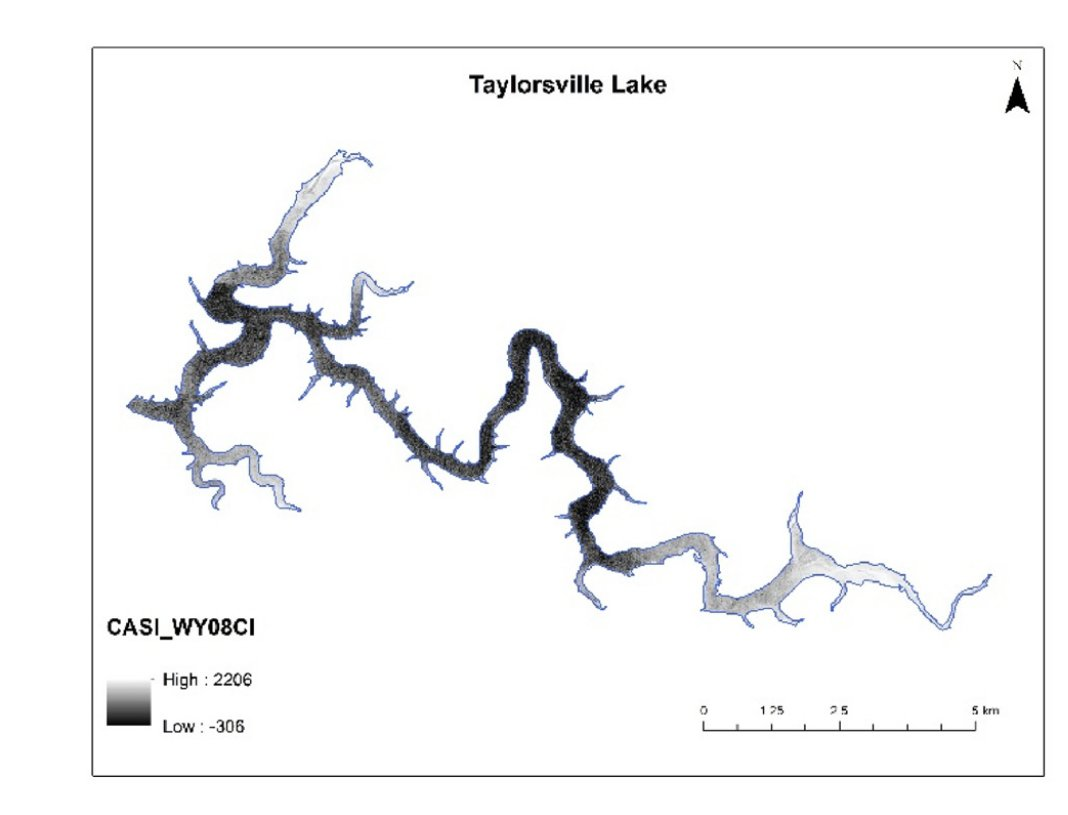 Taylorsville Lake
N
CASI_WY08CI
High : 2206
Low : -306
0 1.25 2.5 5 km